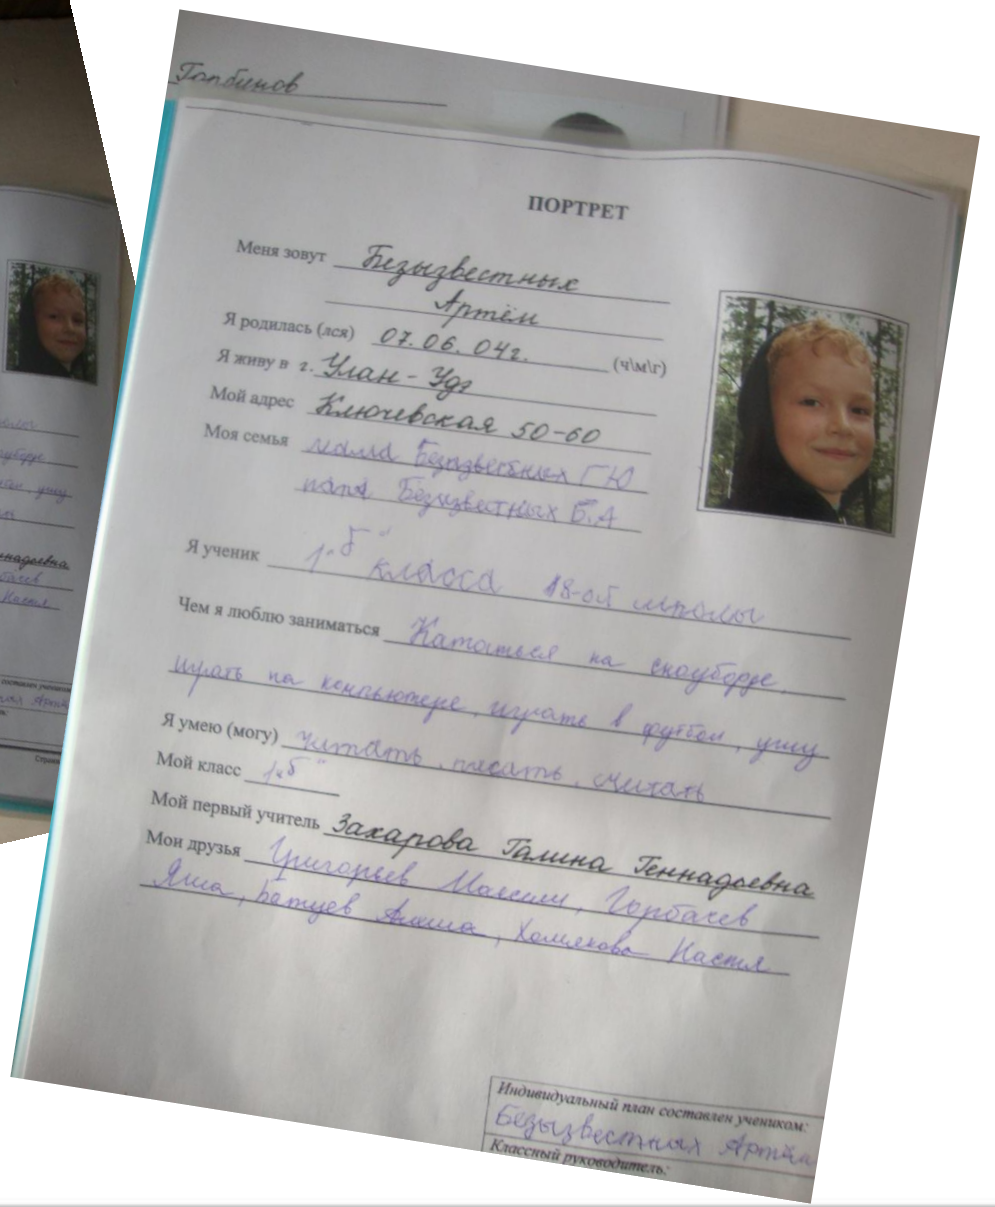 Горбунов
ПОРТРЕТ
Меня зовут Безызвестных
Артём
Я родилась (лся) 07.06.04г. (ч\м\г)
Я живу в г. Улан-Удэ
Мой адрес Ключевская 50-60
Моя семья мама Безызвестных Г.Ю
папа Безызвестных Б.А
Я ученик 1 "Б" класса 18-ой школы
Чем я люблю заниматься Кататься на сноуборде,
играть на компьютере, играть в футбол, ушу
Я умею (могу) читать, писать, считать
Мой класс 1 "Б"
Мой первый учитель Захарова Галина Геннадьевна
Мои друзья Григорьев Максим, Горбачев
Яша, Батуев Алёша, Хомякова Настя
Индивидуальный план составлен учеником:
Безызвестных Артём
Классный руководитель: